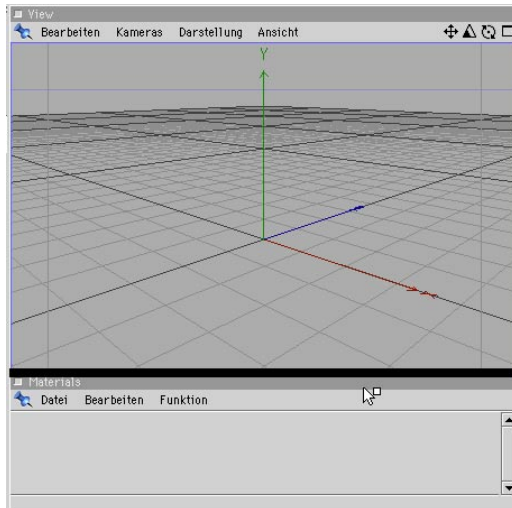 View
Bearbeiten Kameras Darstellung Ansicht
Y
Materials
Datei Bearbeiten Funktion